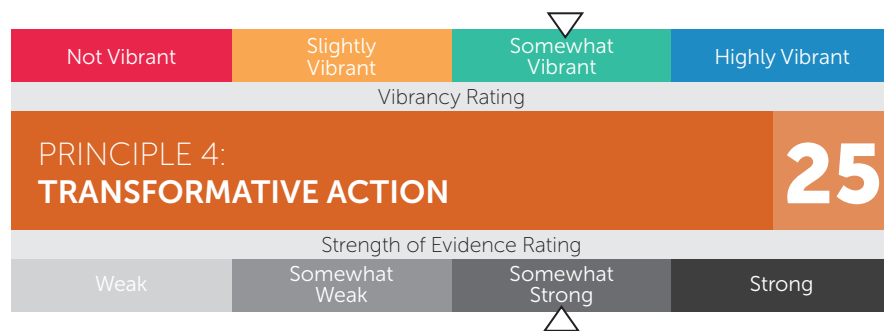 Not Vibrant
Slightly
Vibrant
Somewhat
Vibrant
Highly Vibrant
Vibrancy Rating
PRINCIPLE 4:
TRANSFORMATIVE ACTION
25
Strength of Evidence Rating
Weak
Somewhat
Weak
Somewhat
Strong
Strong